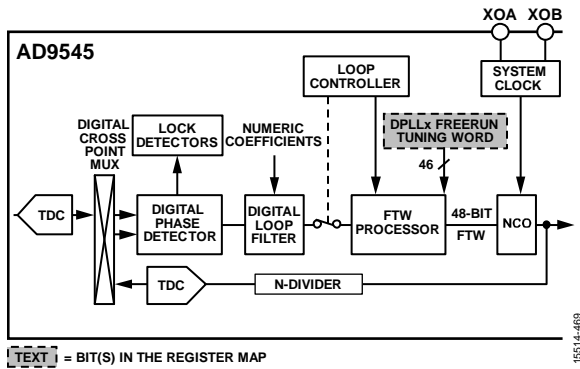 XOA XOB
AD9545
LOOP
CONTROLLER
SYSTEM
CLOCK
DIGITAL
CROSS
POINT
MUX
LOCK
DETECTORS
NUMERIC
COEFFICIENTS
DPLLx FREERUN
TUNING WORD
46
TDC
DIGITAL
PHASE
DETECTOR
DIGITAL
LOOP
FILTER
FTW
PROCESSOR
48-BIT
FTW
NCO
TDC
N-DIVIDER
TEXT = BIT(S) IN THE REGISTER MAP
15514-469